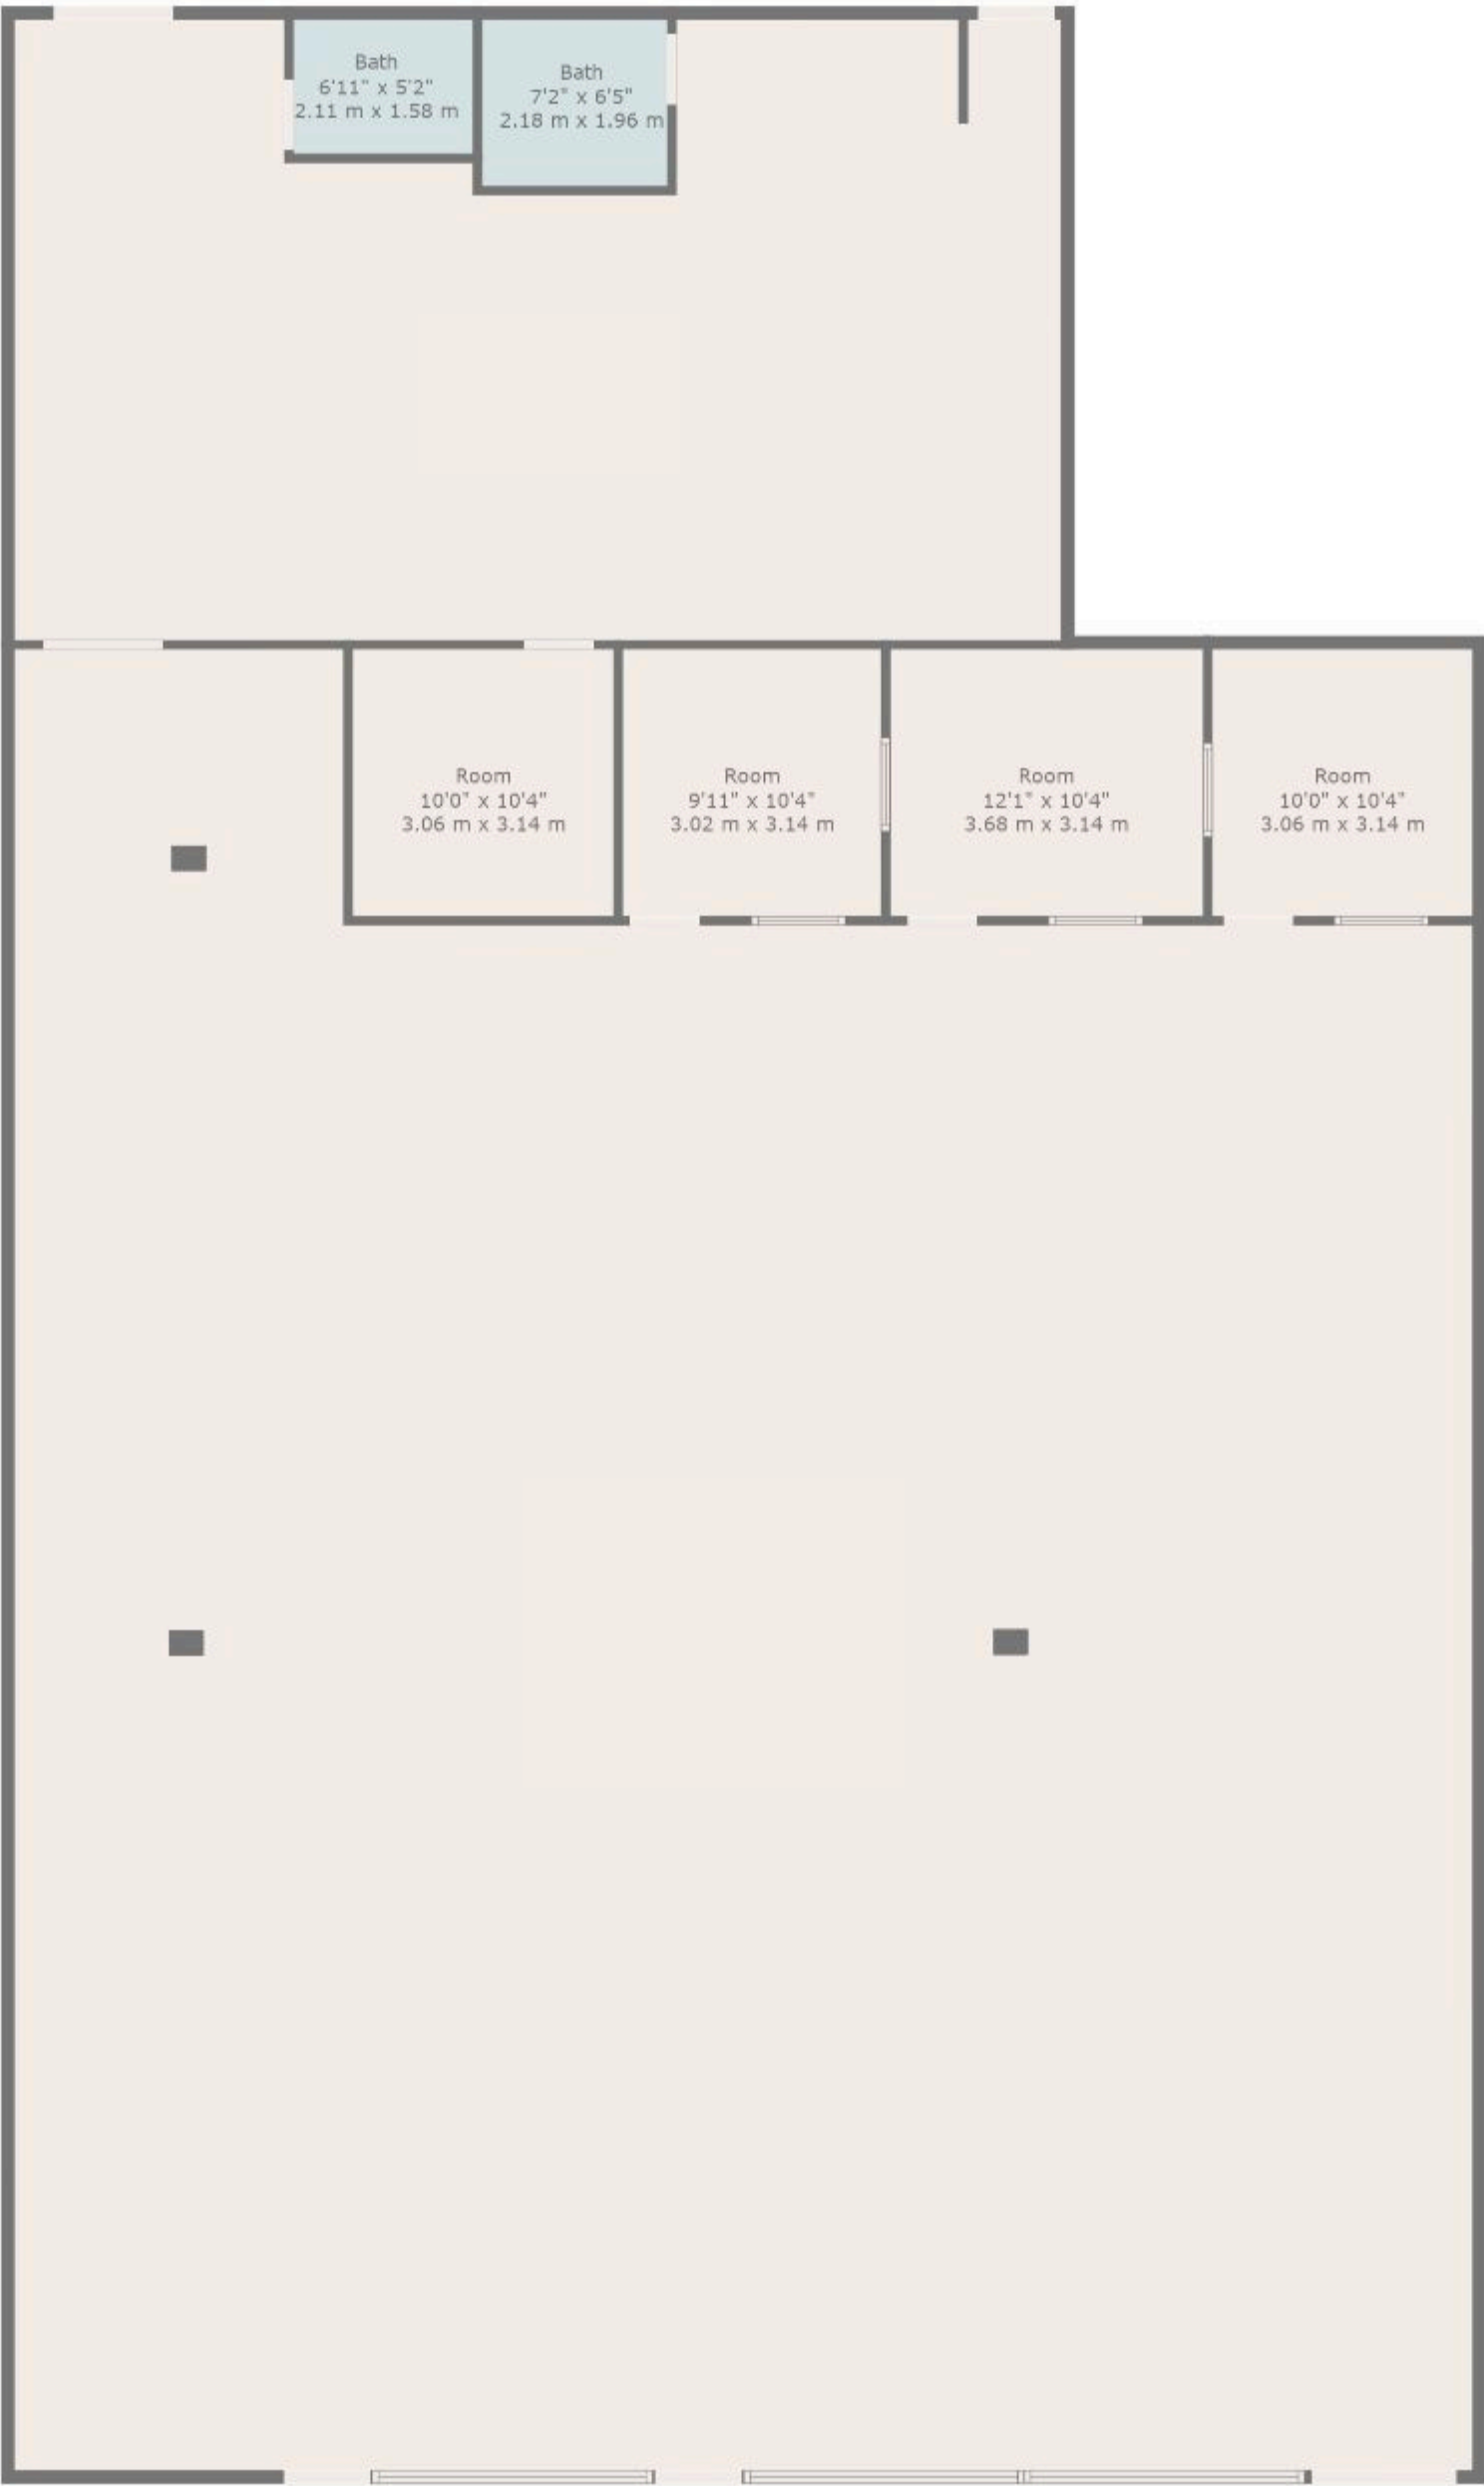 Bath
6'11" x 5'2"
2.11 m x 1.58 m
Bath
7'2" x 6'5"
2.18 m x 1.96 m
Room
10'0" x 10'4"
3.06 m x 3.14 m
Room
9'11" x 10'4"
3.02 m x 3.14 m
Room
12'1" x 10'4"
3.68 m x 3.14 m
Room
10'0" x 10'4"
3.06 m x 3.14 m